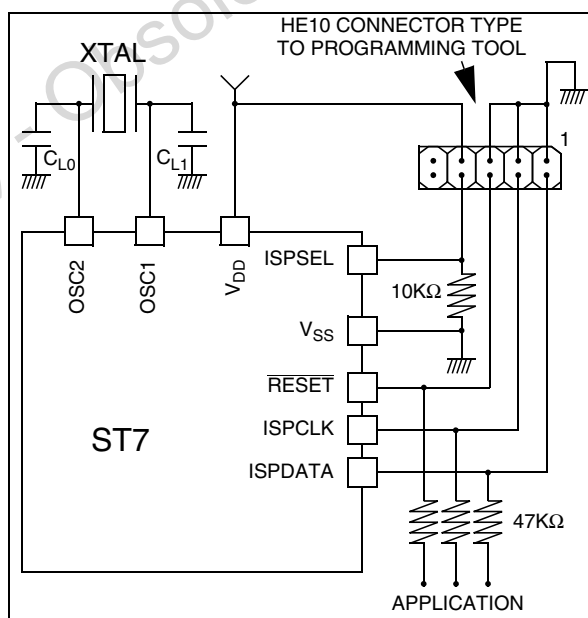 HE10 CONNECTOR TYPE
TO PROGRAMMING TOOL
XTAL
1
CL0
CL1
OSC2
OSC1
VDD
ISPSEL
10KΩ
VSS
RESET
ISPCLK
ST7
ISPDATA
47KΩ
APPLICATION